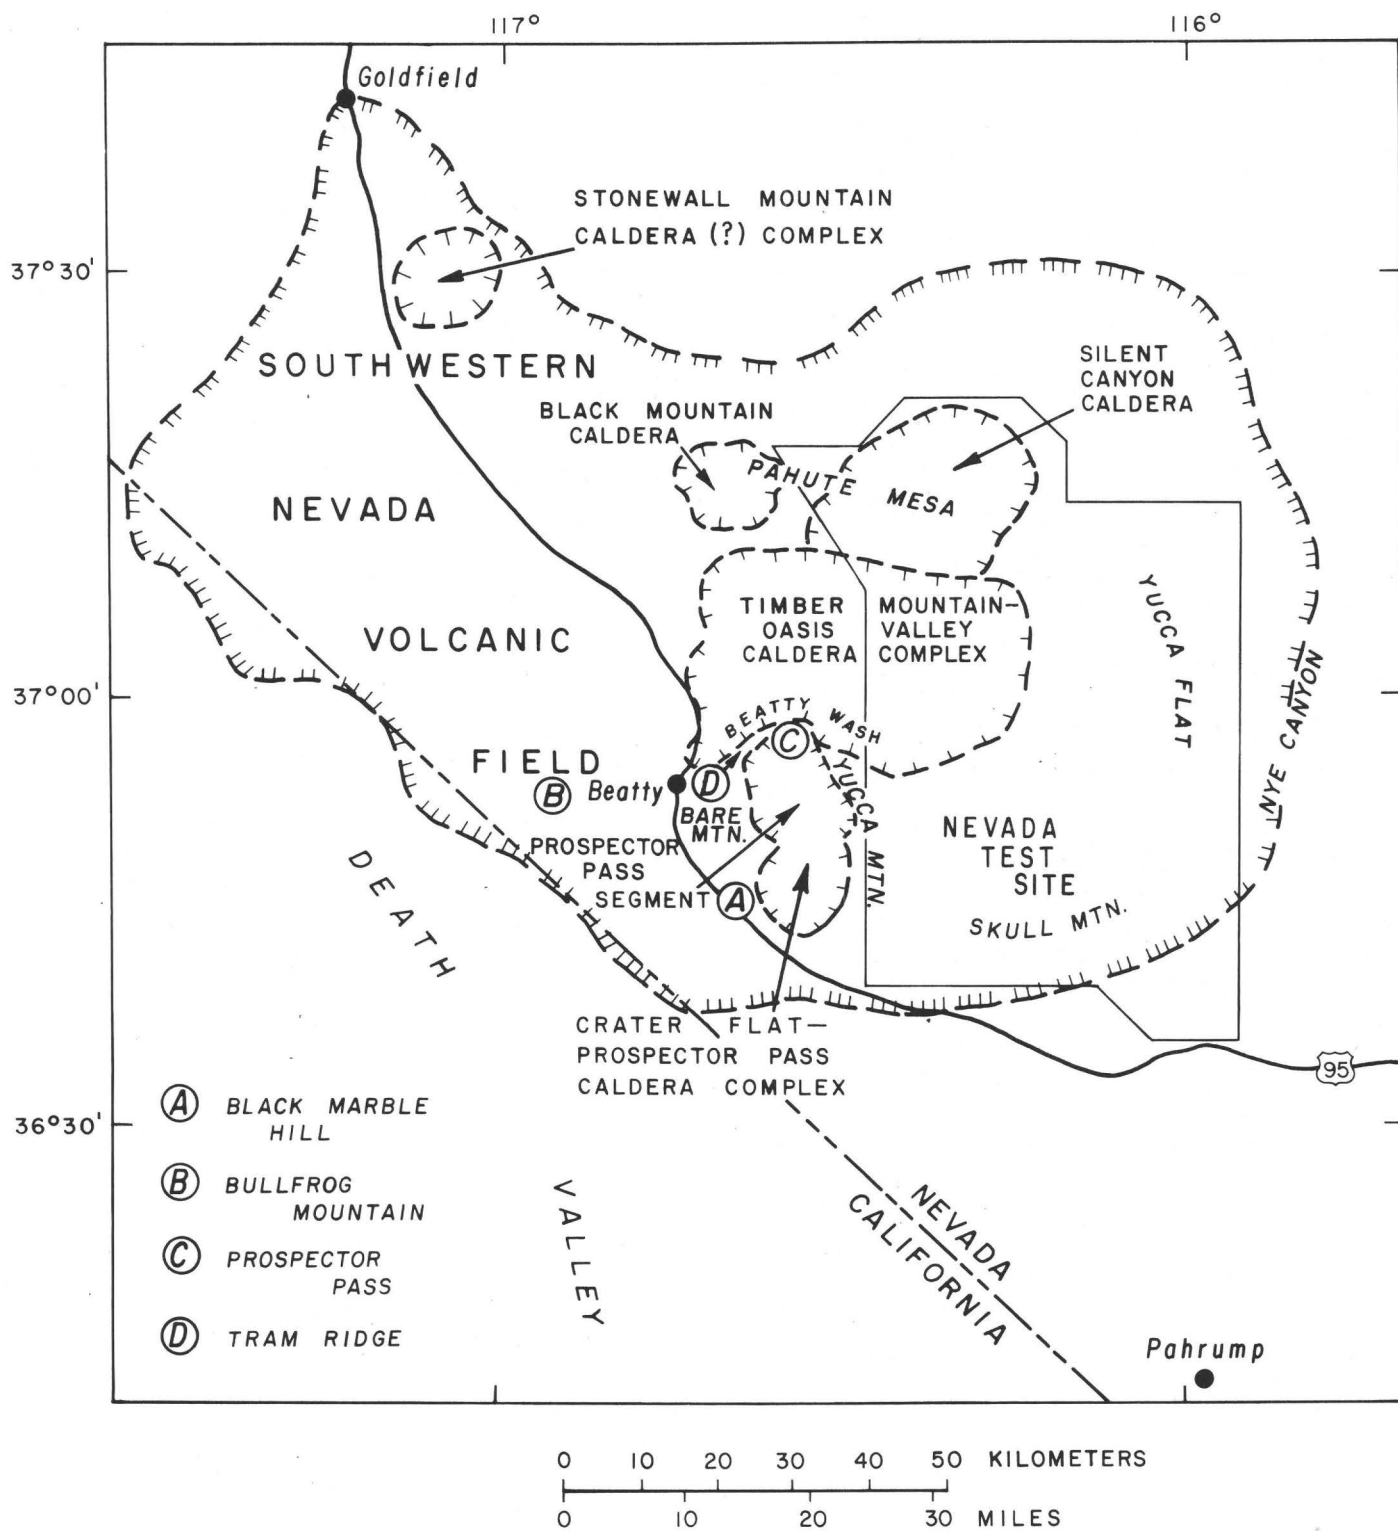 117°
116°
Goldfield
STONEWALL MOUNTAIN
CALDERA (?) COMPLEX
37°30'
SOUTHWESTERN
SILENT
CANYON
CALDERA
BLACK MOUNTAIN
CALDERA
PAHUTE MESA
NEVADA
YUCCA FLAT
TIMBER MOUNTAIN-
OASIS VALLEY
CALDERA COMPLEX
VOLCANIC
NYE CANYON
37°00'
BEATTY WASH
C
FIELD
B
Beatty
D
BARE
MTN.
YUCCA MTN.
PROSPECTOR
PASS
SEGMENT
A
NEVADA
TEST
SITE
SKULL MTN.
DEATH
CRATER FLAT-
PROSPECTOR PASS
CALDERA COMPLEX
95
36°30'
A BLACK MARBLE
HILL
B BULLFROG
MOUNTAIN
C PROSPECTOR
PASS
D TRAM RIDGE
VALLEY
NEVADA
CALIFORNIA
Pahrump
0 10 20 30 40 50 KILOMETERS
0 10 20 30 MILES